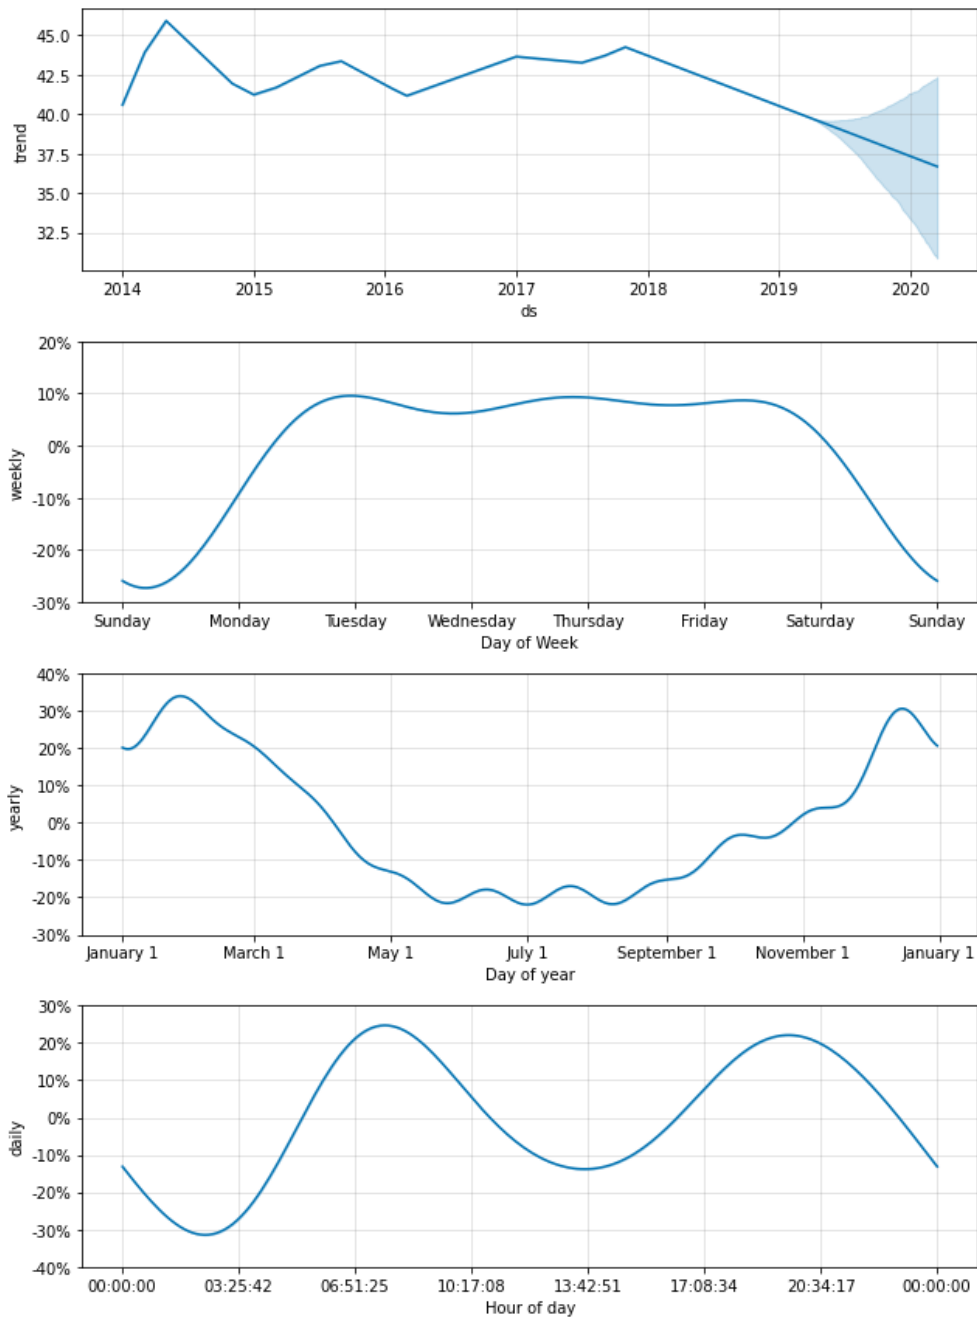 45.0
42.5
40.0
37.5
35.0
32.5
trend
2014 2015 2016 2017 2018 2019 2020
ds
20%
10%
0%
-10%
-20%
-30%
weekly
Sunday Monday Tuesday Wednesday Thursday Friday Saturday Sunday
Day of Week
40%
30%
20%
10%
0%
-10%
-20%
-30%
yearly
January 1 March 1 May 1 July 1 September 1 November 1 January 1
Day of year
30%
20%
10%
0%
-10%
-20%
-30%
-40%
daily
00:00:00 03:25:42 06:51:25 10:17:08 13:42:51 17:08:34 20:34:17 00:00:00
Hour of day